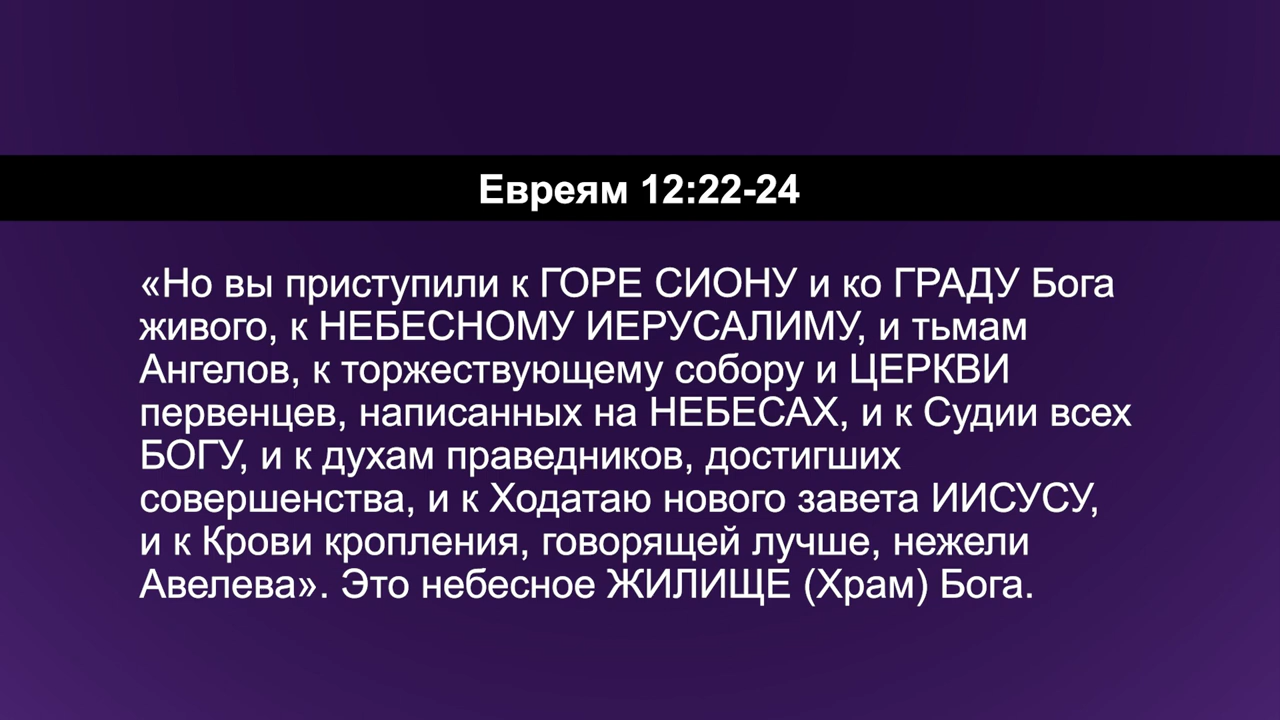 Евреям 12:22-24
«Но вы приступили к ГОРЕ СИОНУ и ко ГРАДУ Бога
живого, к НЕБЕСНОМУ ИЕРУСАЛИМУ, и тьмам
Ангелов, к торжествующему собору и ЦЕРКВИ
первенцев, написанных на НЕБЕСАХ, и к Судии всех
БОГУ, и к духам праведников, достигших
совершенства, и к Ходатаю нового завета ИИСУСУ,
и к Крови кропления, говорящей лучше, нежели
Авелева». Это небесное ЖИЛИЩЕ (Храм) Бога.